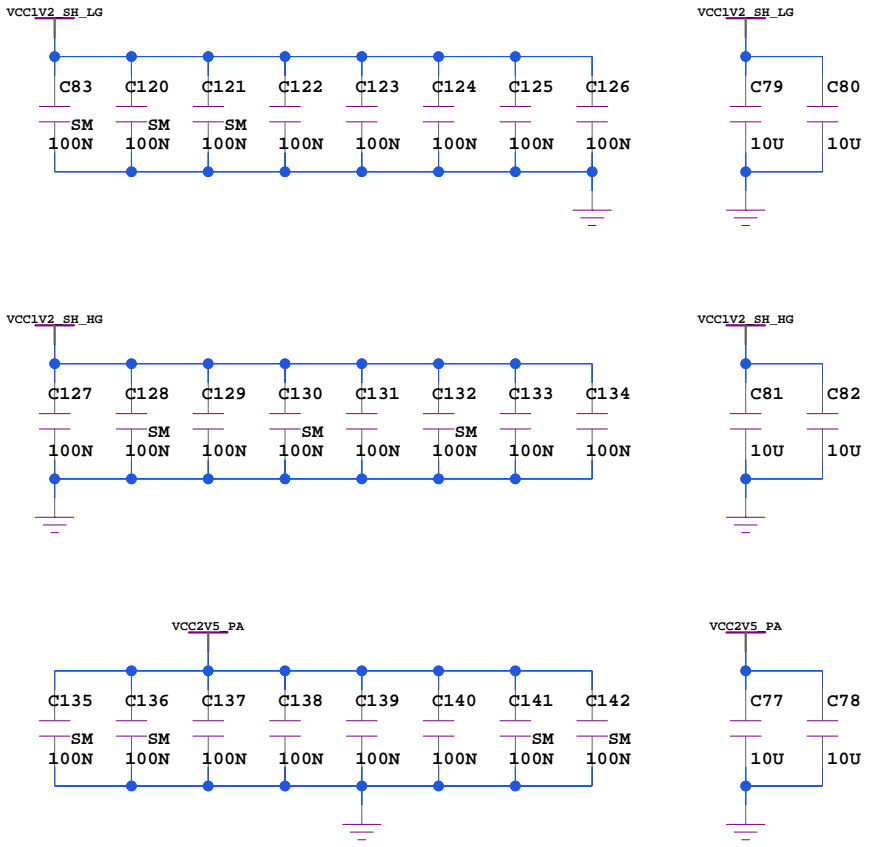 VCC1V2_SH_LG VCC1V2_SH_LG
C83 C120 C121 C122 C123 C124 C125 C126 C79 C80
SM SM SM
100N 100N 100N 100N 100N 100N 100N 100N 10U 10U
VCC1V2_SH_HG VCC1V2_SH_HG
C127 C128 C129 C130 C131 C132 C133 C134 C81 C82
SM SM SM
100N 100N 100N 100N 100N 100N 100N 100N 10U 10U
VCC2V5_PA VCC2V5_PA
C135 C136 C137 C138 C139 C140 C141 C142 C77 C78
SM SM SM SM
100N 100N 100N 100N 100N 100N 100N 100N 10U 10U